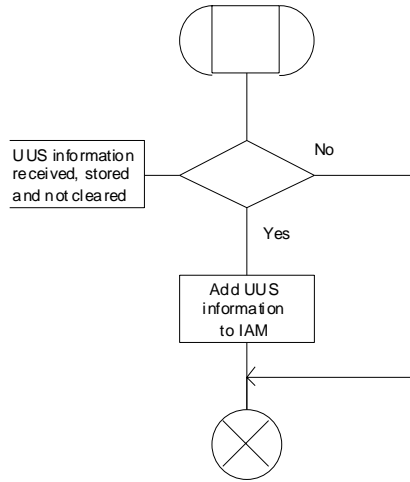 No
UUS information
received, stored
and not cleared
Yes
Add UUS
information
to IAM